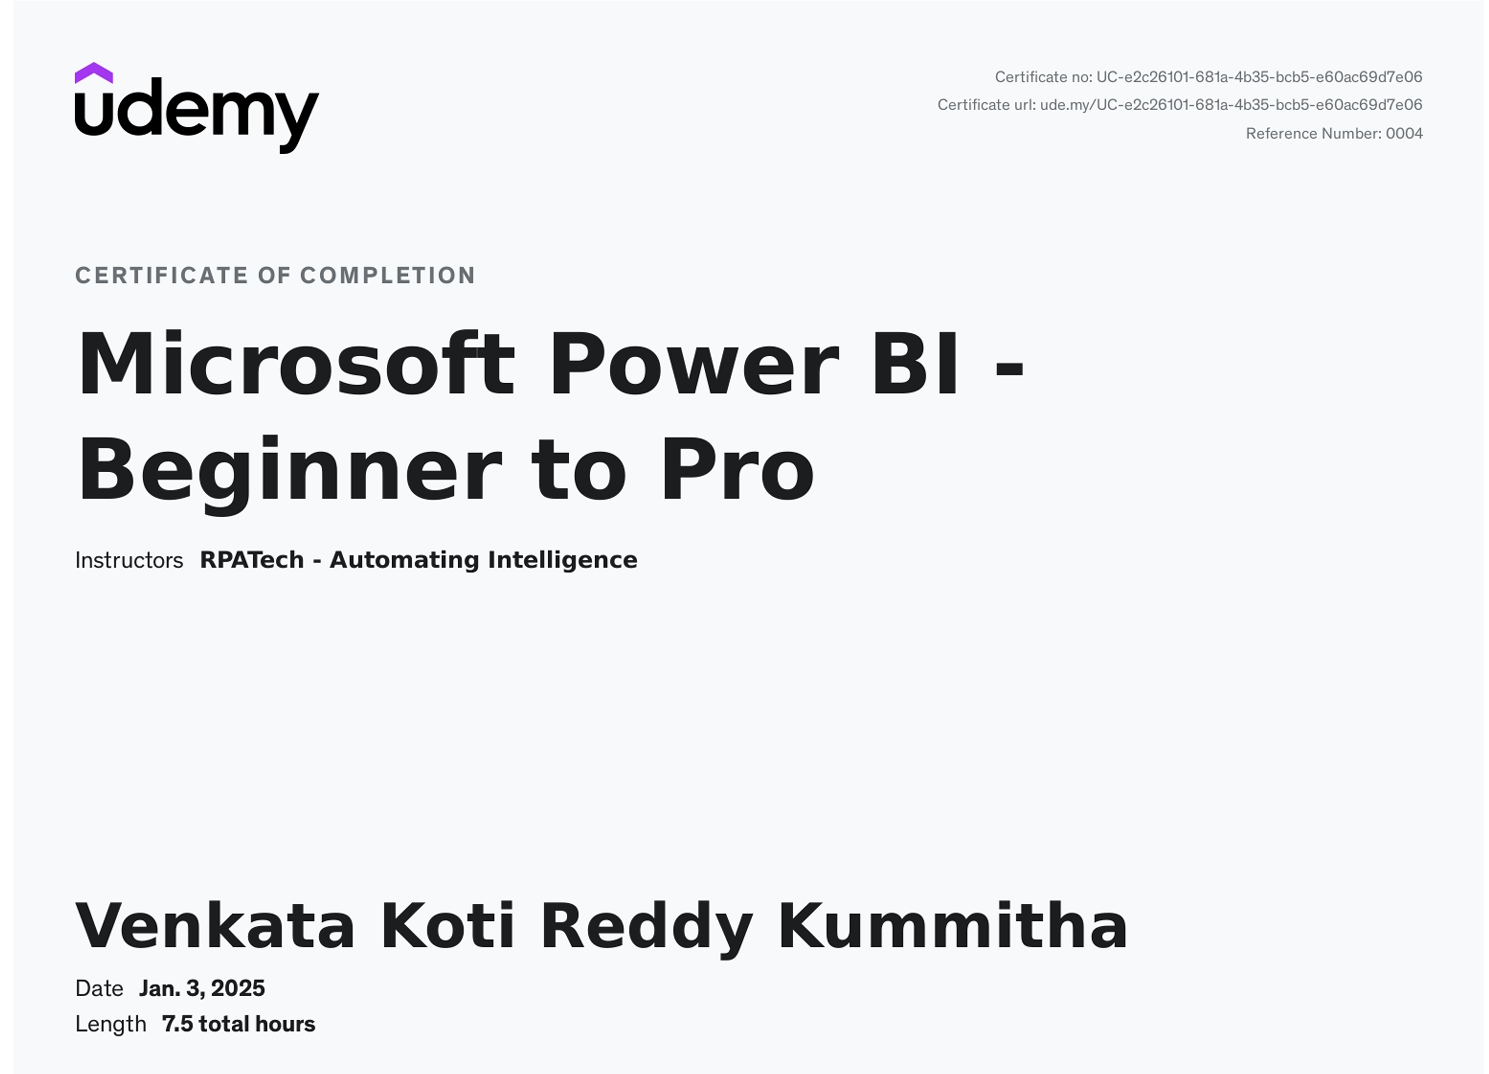 udemy
Certificate no: UC-e2c26101-681a-4b35-bcb5-e60ac69d7e06
Certificate url: ude.my/UC-e2c26101-681a-4b35-bcb5-e60ac69d7e06
Reference Number: 0004
CERTIFICATE OF COMPLETION
Microsoft Power BI -
Beginner to Pro
Instructors RPATech - Automating Intelligence
Venkata Koti Reddy Kummitha
Date Jan. 3, 2025
Length 7.5 total hours